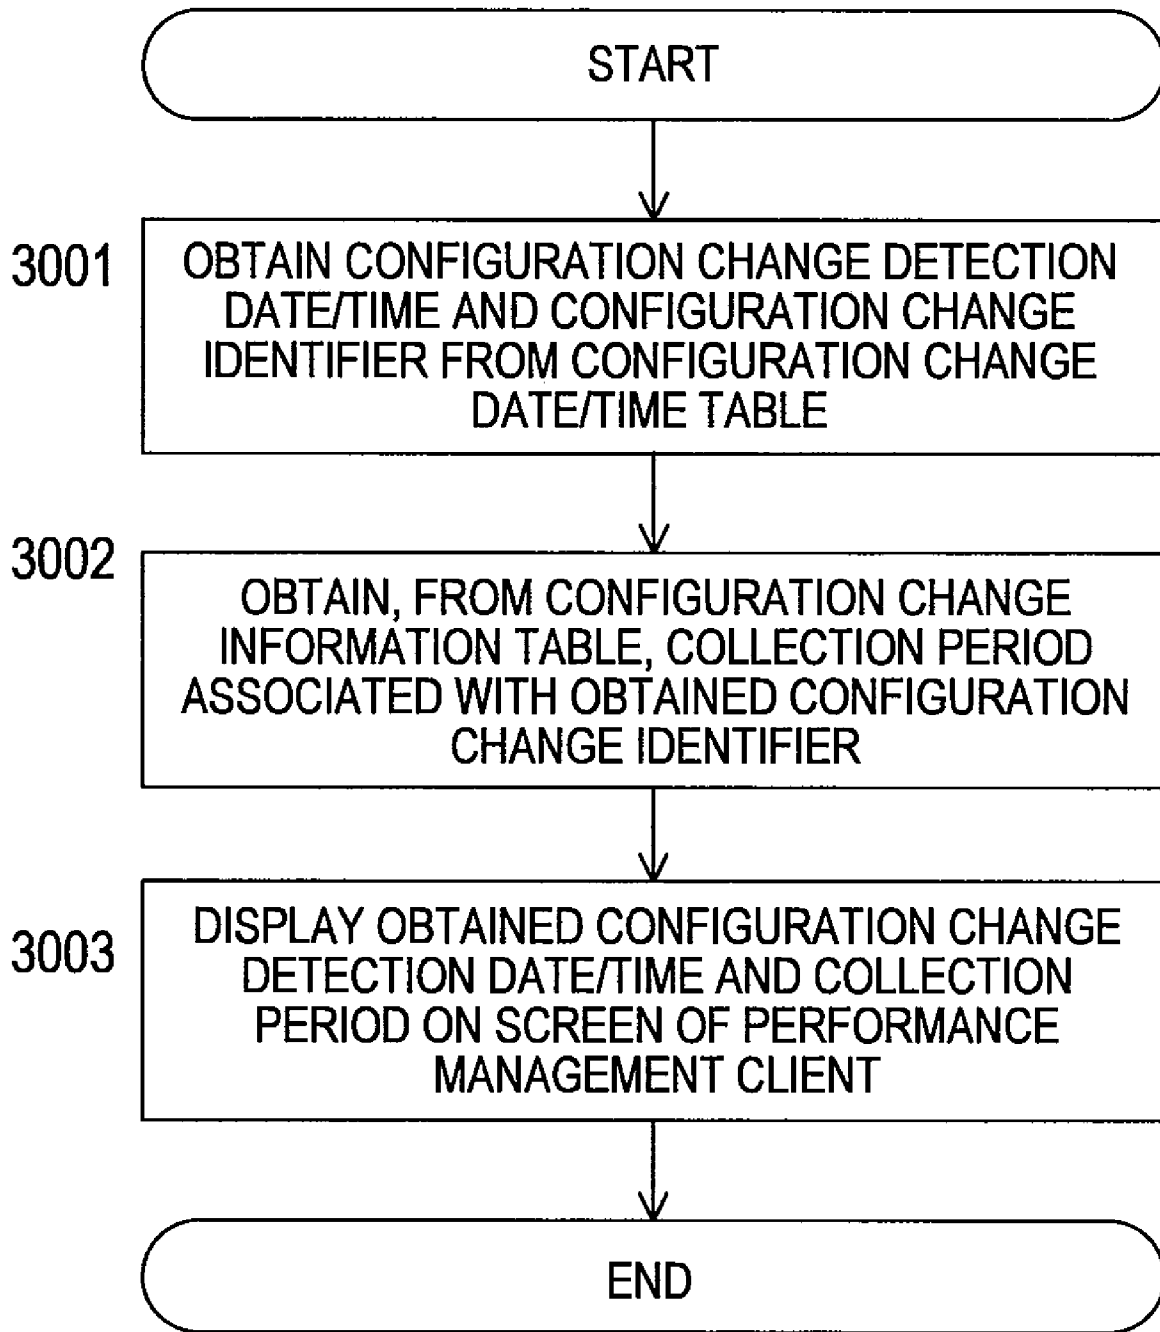 START
3001
OBTAIN CONFIGURATION CHANGE DETECTION
DATE/TIME AND CONFIGURATION CHANGE
IDENTIFIER FROM CONFIGURATION CHANGE
DATE/TIME TABLE
3002
OBTAIN, FROM CONFIGURATION CHANGE
INFORMATION TABLE, COLLECTION PERIOD
ASSOCIATED WITH OBTAINED CONFIGURATION
CHANGE IDENTIFIER
3003
DISPLAY OBTAINED CONFIGURATION CHANGE
DETECTION DATE/TIME AND COLLECTION
PERIOD ON SCREEN OF PERFORMANCE
MANAGEMENT CLIENT
END